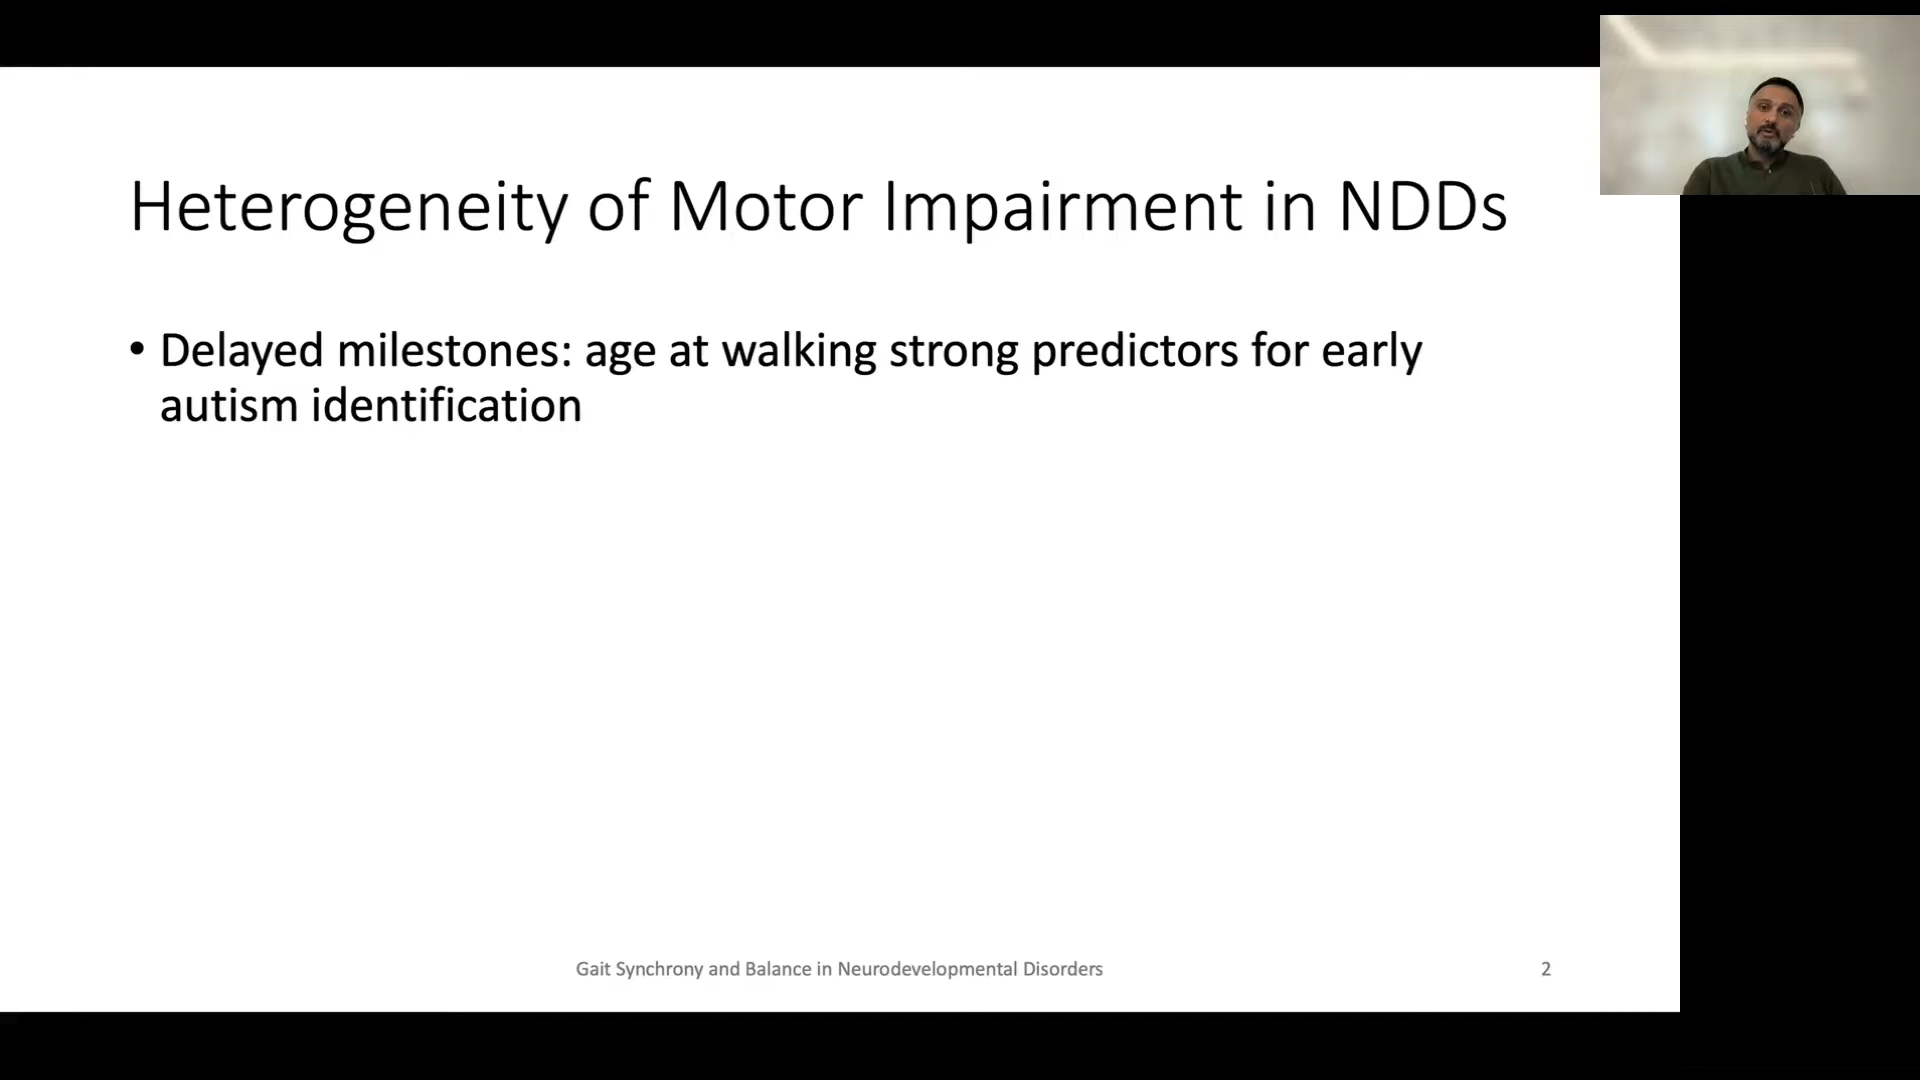 Heterogeneity of Motor Impairment in NDDs
• Delayed milestones: age at walking strong predictors for early
autism identification
Gait Synchrony and Balance in Neurodevelopmental Disorders
2